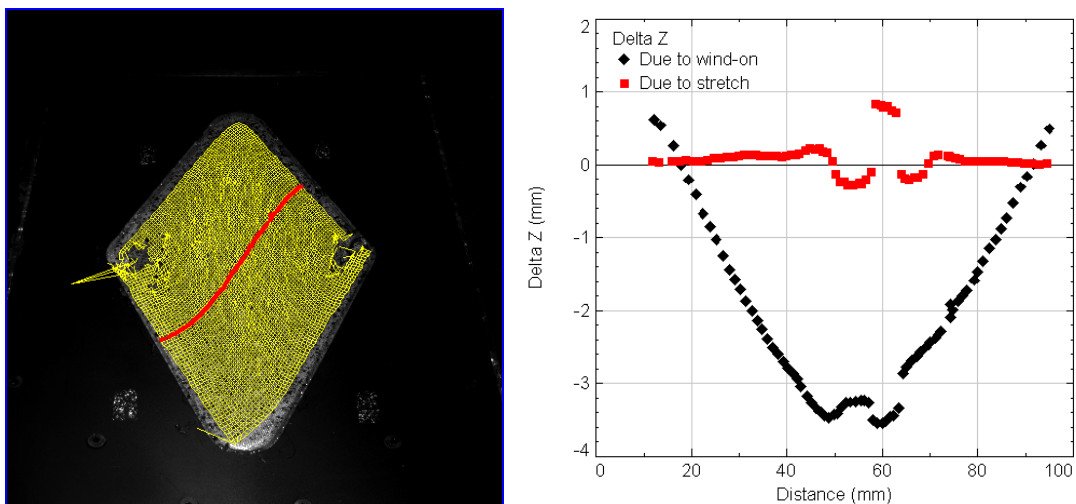 Delta Z
Due to wind-on
Due to stretch
2
1
0
-1
-2
-3
-4
Delta Z (mm)
0 20 40 60 80 100
Distance (mm)